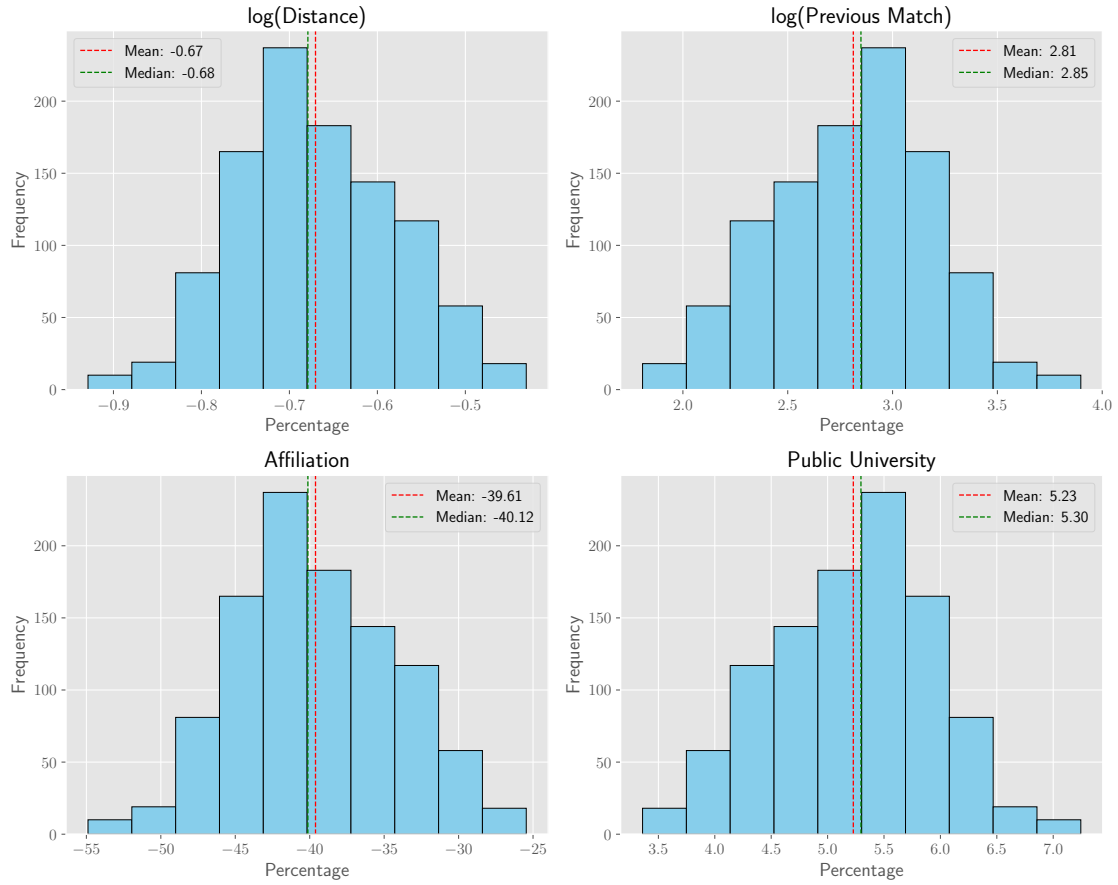 log(Distance)
Mean: -0.67
Median: -0.68
Frequency
200
150
100
50
0
−0.9 −0.8 −0.7 −0.6 −0.5
Percentage
log(Previous Match)
Mean: 2.81
Median: 2.85
Frequency
200
150
100
50
0
2.0 2.5 3.0 3.5 4.0
Percentage
Affiliation
Mean: -39.61
Median: -40.12
Frequency
200
150
100
50
0
−55 −50 −45 −40 −35 −30 −25
Percentage
Public University
Mean: 5.23
Median: 5.30
Frequency
200
150
100
50
0
3.5 4.0 4.5 5.0 5.5 6.0 6.5 7.0
Percentage